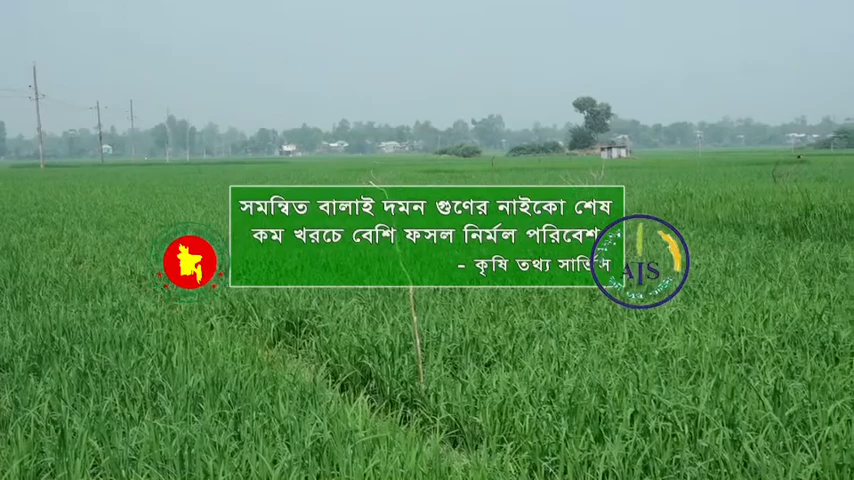 সমন্বিত বালাই দমন গুণের নাইকো শেষ
কম খরচে বেশি ফসল নির্মল পরিবেশ
- কৃষি তথ্য সার্ভিস
AIS